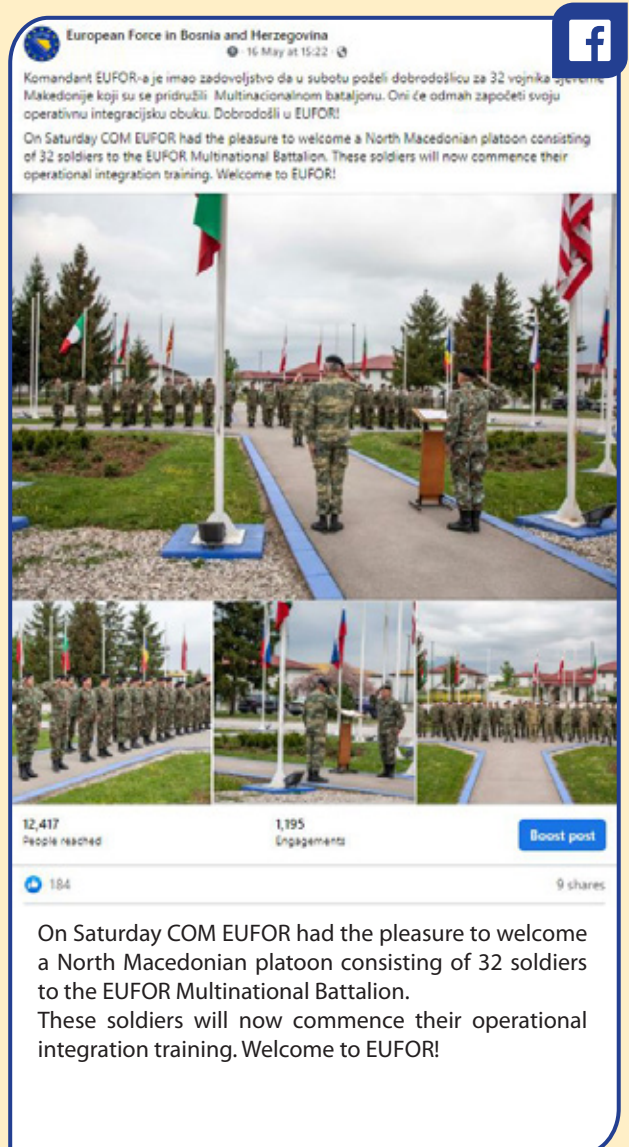 European Force in Bosnia and Herzegovina
16 May at 15:22
Komandant EUFOR-a je imao zadovoljstvo da u subotu poželi dobrodošlicu za 32 vojnika
Makedonije koji su se pridružili Multinacionalnom bataljonu. Oni će odmah započeti svoju
operativnu integracijsku obuku. Dobrodošli u EUFOR!
On Saturday COM EUFOR had the pleasure to welcome a North Macedonian platoon consisting
of 32 soldiers to the EUFOR Multinational Battalion. These soldiers will now commence their
operational integration training. Welcome to EUFOR!
12,417
People reached
1,195
Engagements
Boost post
184
9 shares
On Saturday COM EUFOR had the pleasure to welcome
a North Macedonian platoon consisting of 32 soldiers
to the EUFOR Multinational Battalion.
These soldiers will now commence their operational
integration training. Welcome to EUFOR!